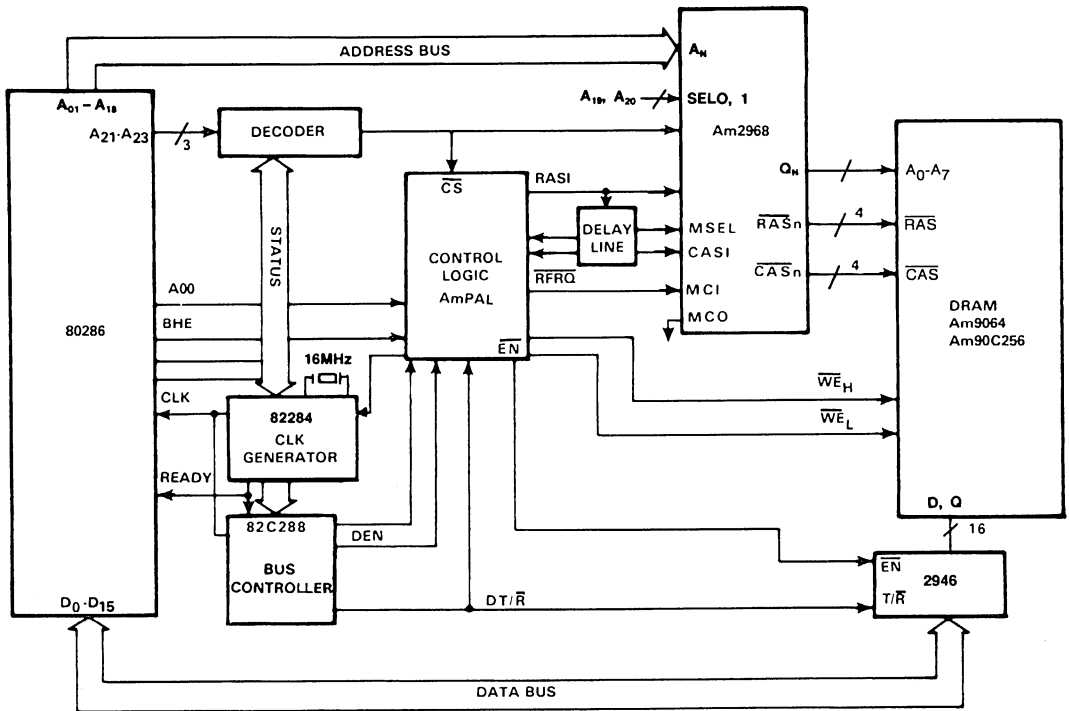 ADDRESS BUS
A01 – A18
A21-A23
3
DECODER
A19, A20
AN
SELO, 1
Am2968
QN
RASn
4
CASn
4
MSEL
CASI
MCI
MCO
A0-A7
RAS
CAS
DRAM
Am9064
Am90C256
CS
RASI
DELAY
LINE
CONTROL
LOGIC
AmPAL
RFRQ
EN
STATUS
80286
A00
BHE
16MHz
CLK
82284
CLK
GENERATOR
READY
82C288
BUS
CONTROLLER
DEN
DT/R
WEH
WEL
D, Q
16
EN
2946
T/R
D0-D15
DATA BUS